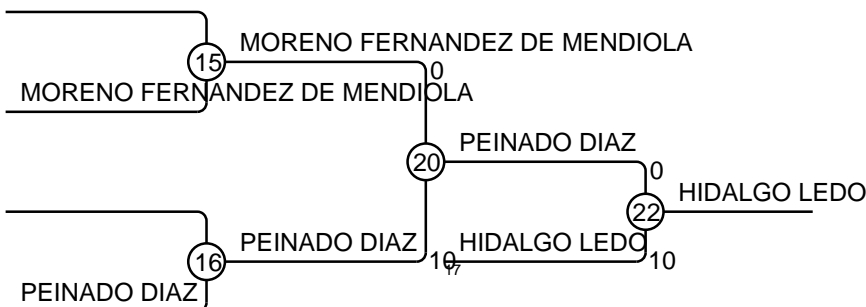 MORENO FERNANDEZ DE MENDIOLA
15
0
MORENO FERNANDEZ DE MENDIOLA
PEINADO DIAZ
20
0
HIDALGO LEDO
22
PEINADO DIAZ
HIDALGO LEDO
16
10
17
10
PEINADO DIAZ